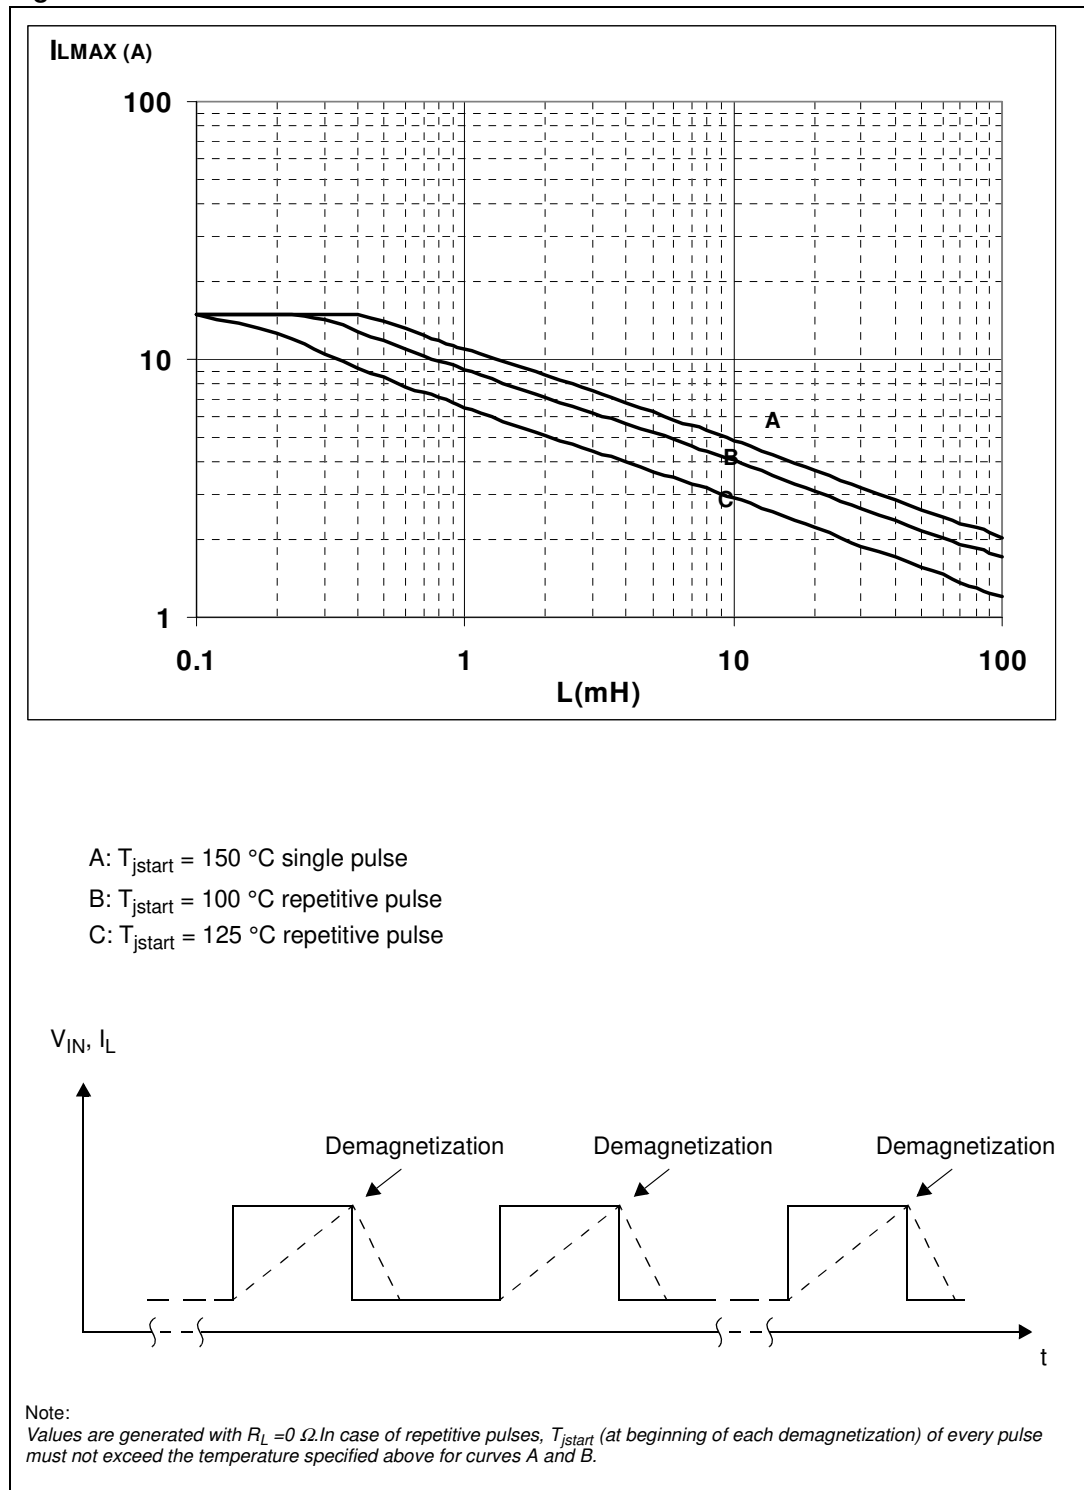 ILMAX (A)
100
10
1
0.1 1 10 100
L(mH)
A
B
C
A: Tjstart = 150 °C single pulse
B: Tjstart = 100 °C repetitive pulse
C: Tjstart = 125 °C repetitive pulse
VIN, IL
Demagnetization Demagnetization Demagnetization
t
Note:
Values are generated with RL =0 Ω.In case of repetitive pulses, Tjstart (at beginning of each demagnetization) of every pulse
must not exceed the temperature specified above for curves A and B.